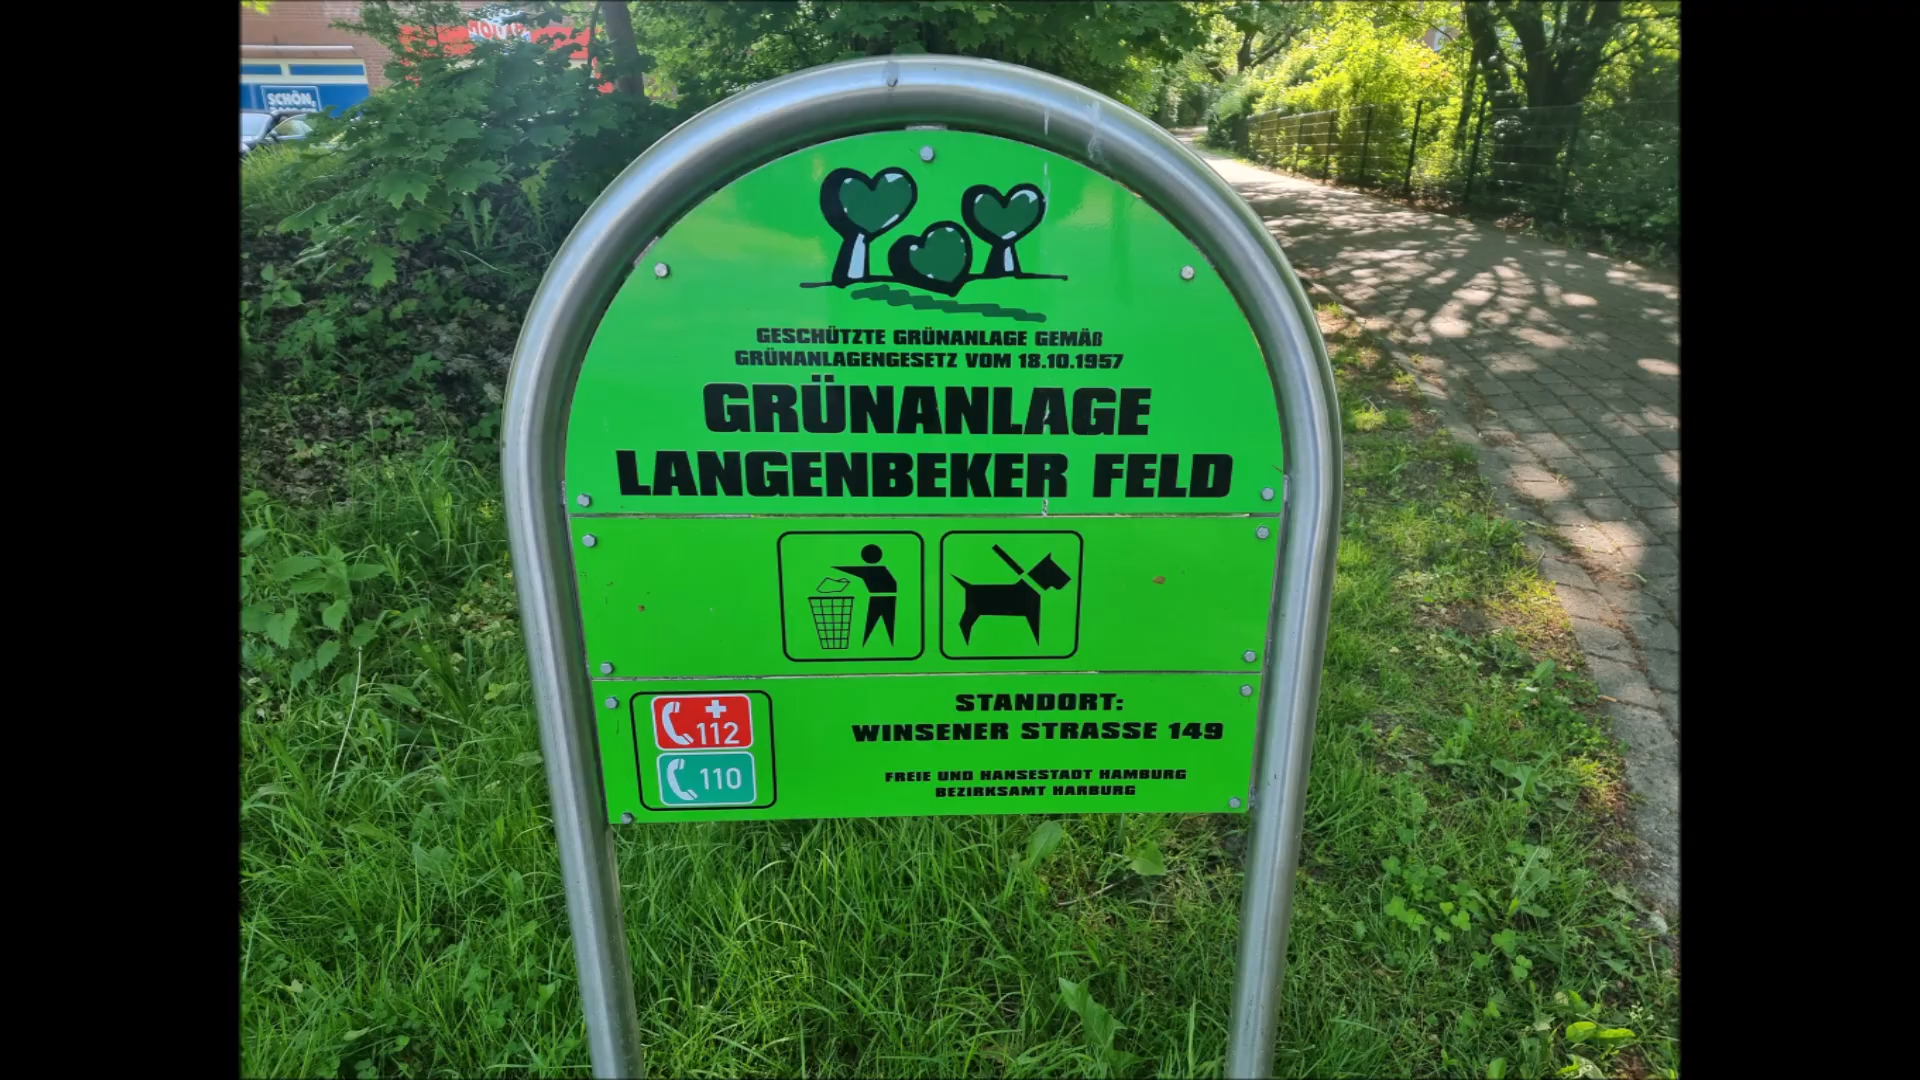 SCHÖN,
GESCHÜTZTE GRÜNANLAGE GEMÄß
GRÜNANLAGENGESETZ VOM 18.10.1957
GRÜNANLAGE
LANGENBEKER FELD
112
110
STANDORT:
WINSENER STRASSE 149
FREIE UND HANSESTADT HAMBURG
BEZIRKSAMT HARBURG